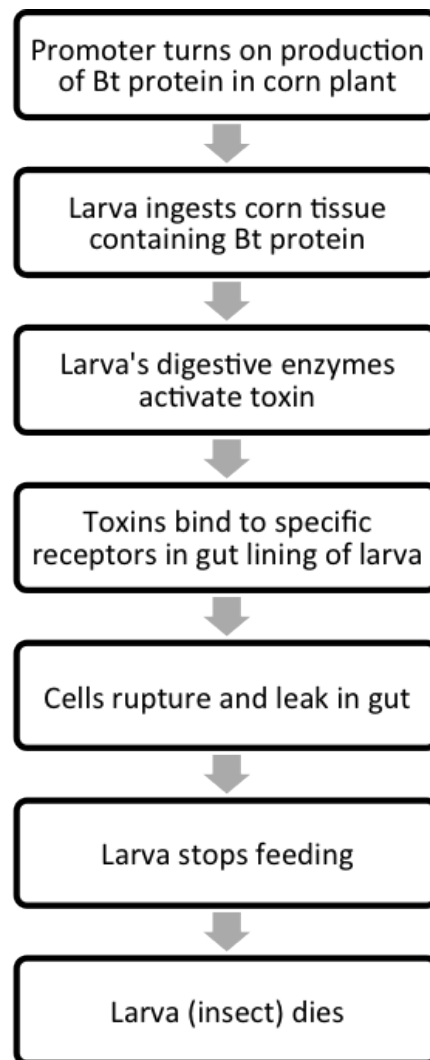 Promoter turns on production
of Bt protein in corn plant
Larva ingests corn tissue
containing Bt protein
Larva's digestive enzymes
activate toxin
Toxins bind to specific
receptors in gut lining of larva
Cells rupture and leak in gut
Larva stops feeding
Larva (insect) dies